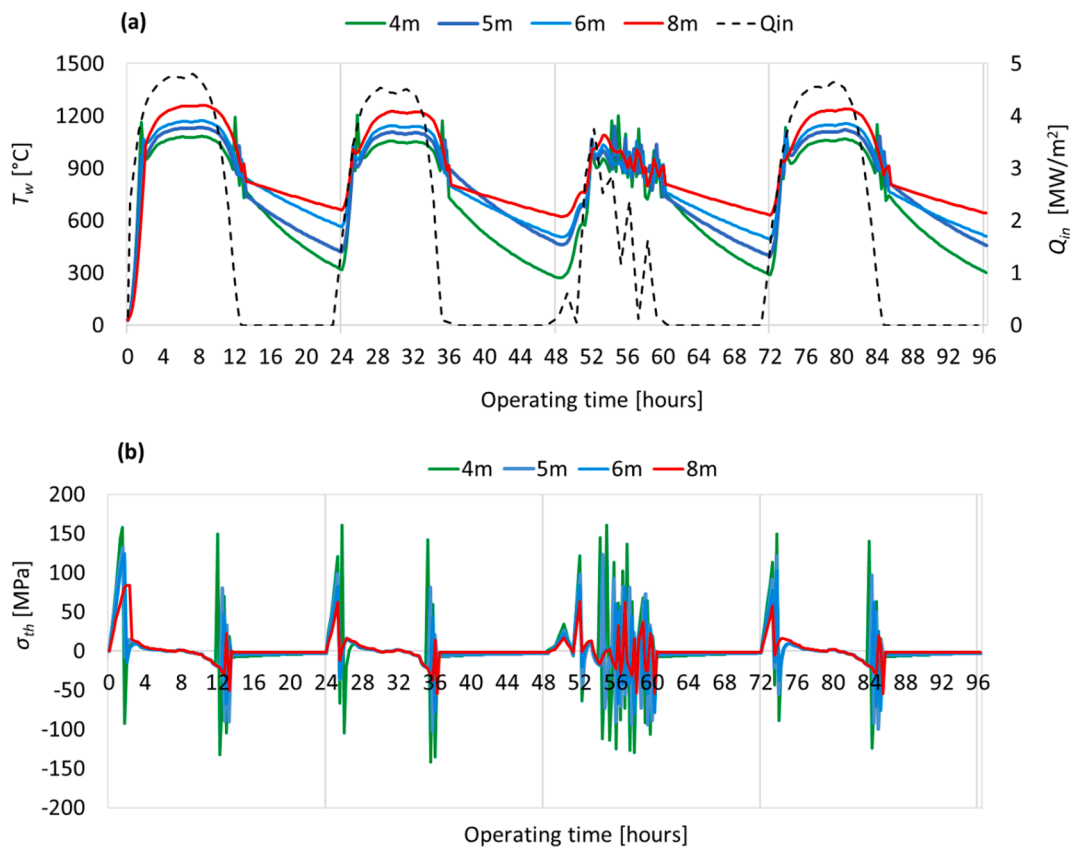 (a)
4m 5m 6m 8m Qin
1500 5
1200 4
900 3
600 2
300 1
0 0
T_w [°C]
Q_in [MW/m²]
0 4 8 12 16 20 24 28 32 36 40 44 48 52 56 60 64 68 72 76 80 84 88 92 96
Operating time [hours]
(b)
4m 5m 6m 8m
200
150
100
50
0
-50
-100
-150
-200
σ_th [MPa]
0 4 8 12 16 20 24 28 32 36 40 44 48 52 56 60 64 68 72 76 80 84 88 92 96
Operating time [hours]